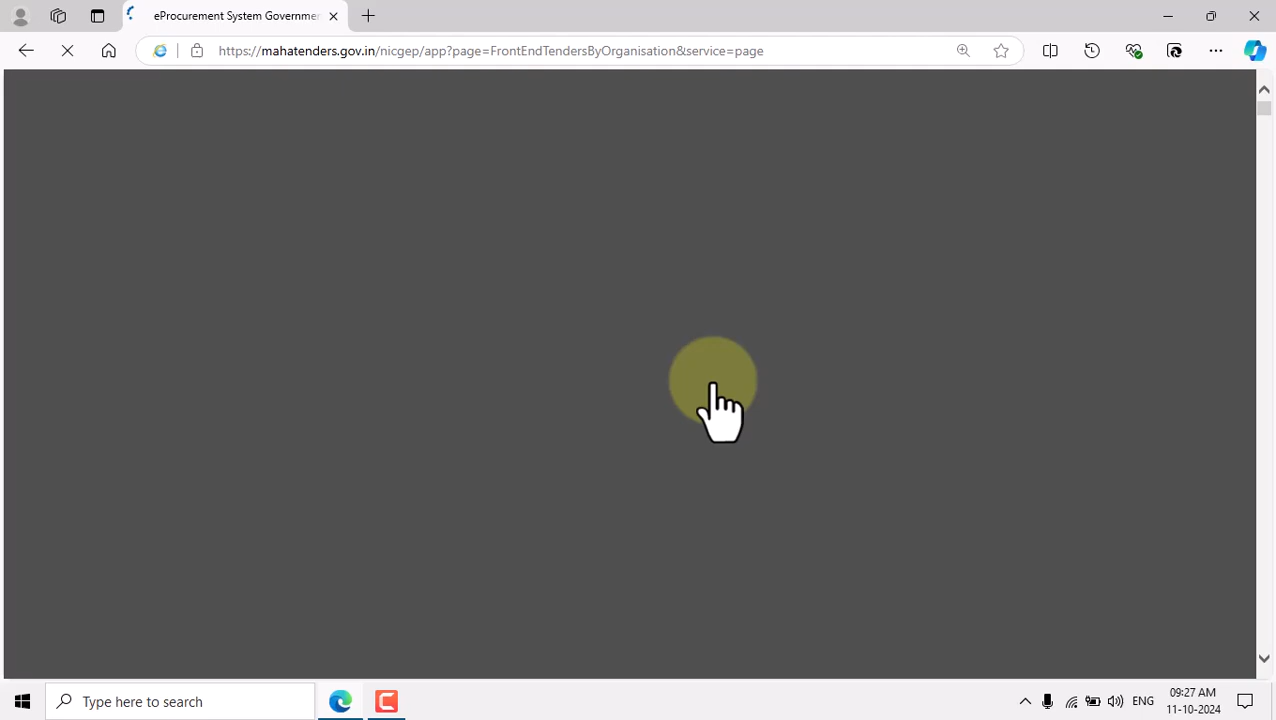 eProcurement System Governme
https://mahatenders.gov.in/nicgep/app?page=FrontEndTendersByOrganisation&service=page
Type here to search
ENG
09:27 AM
11-10-2024